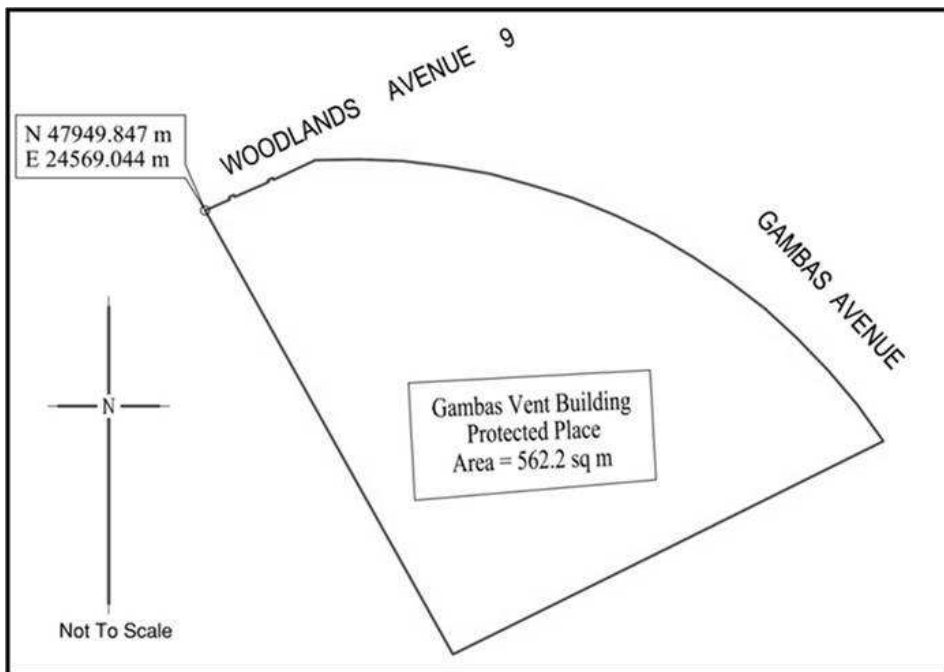 WOODLANDS AVENUE 9
N 47949.847 m
E 24569.044 m
GAMBAS AVENUE
Gambas Vent Building
Protected Place
Area = 562.2 sq m
N
Not To Scale